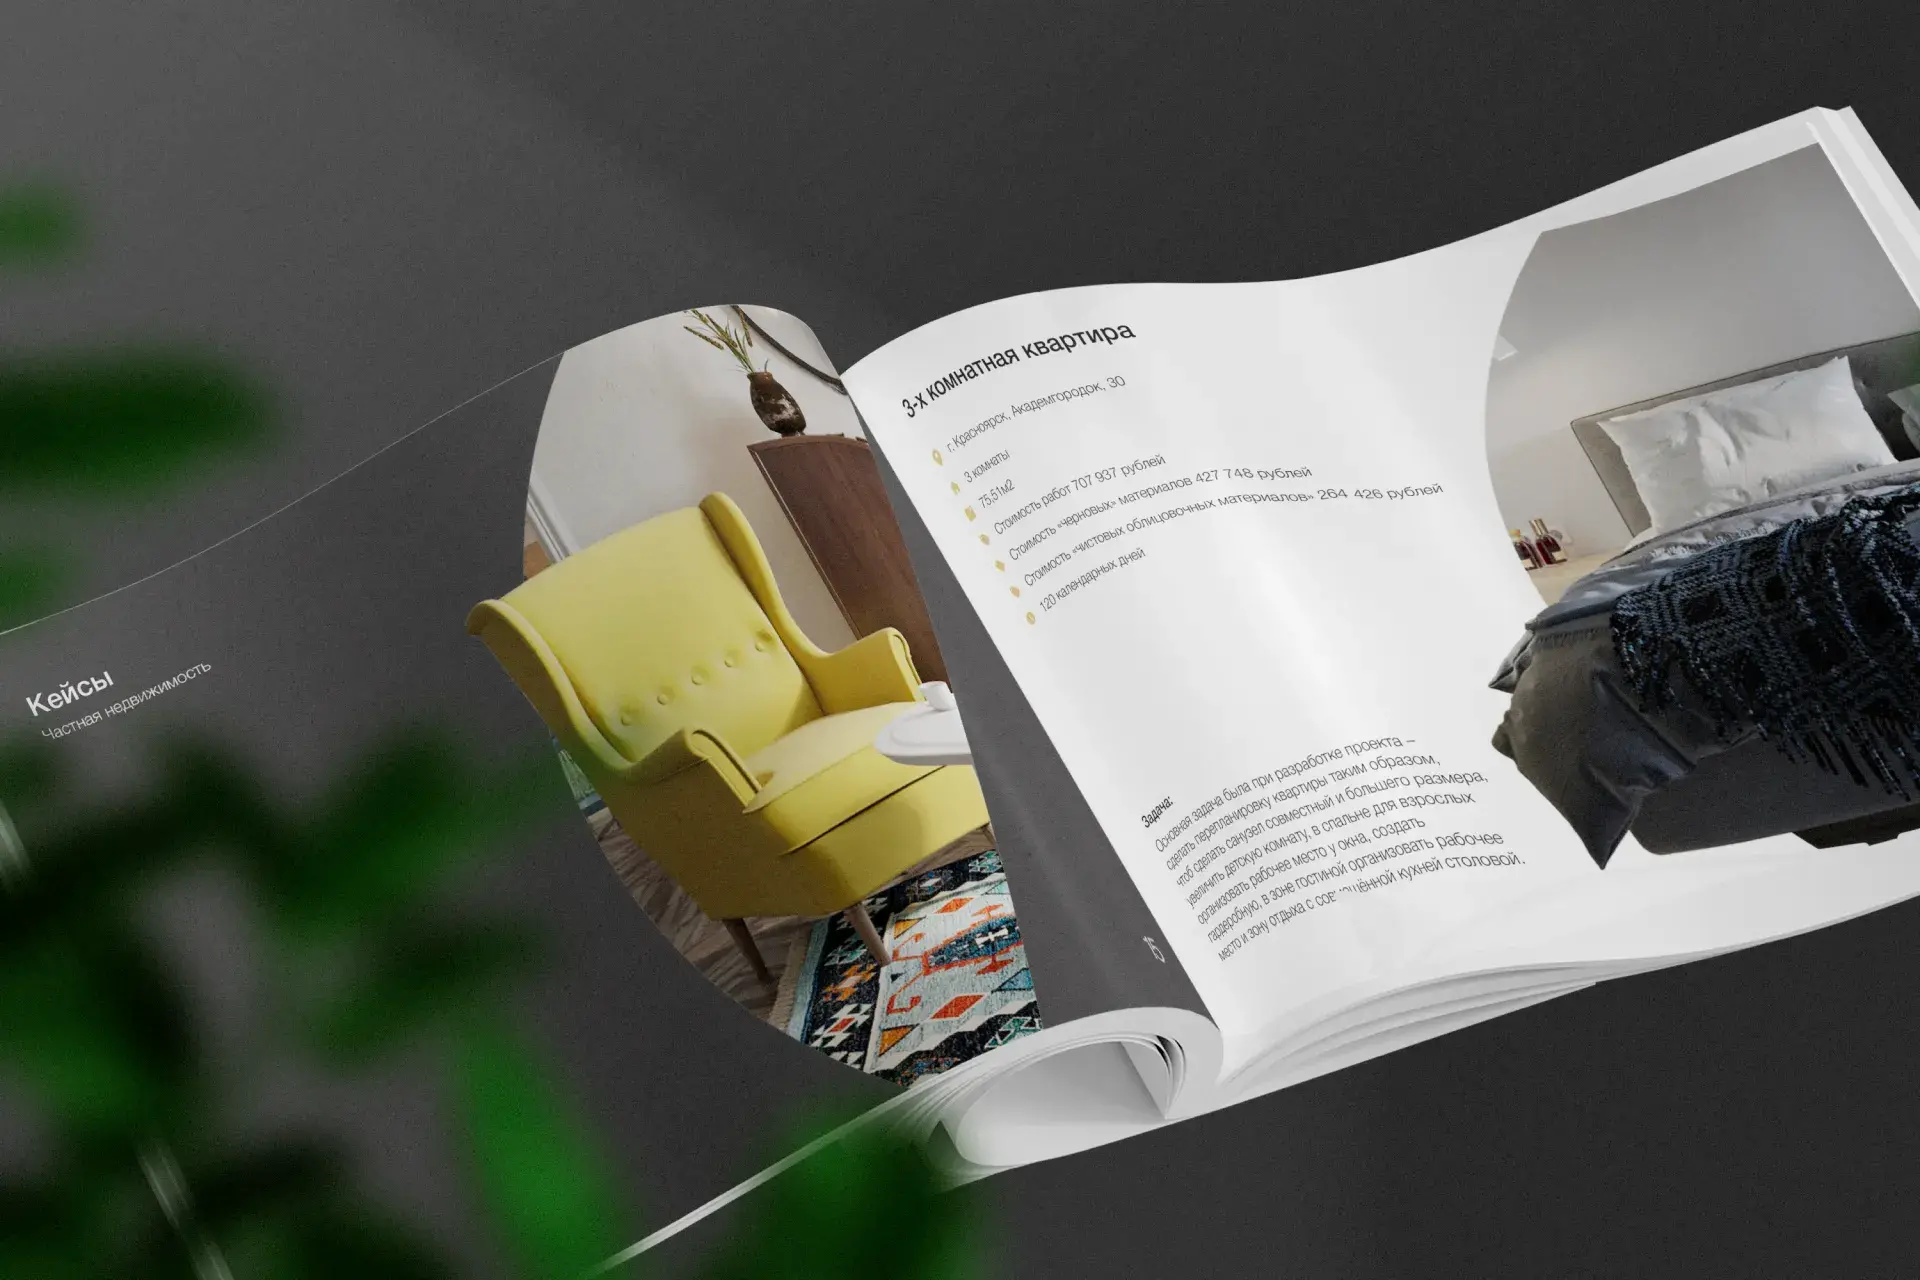 Кейсы
Частная недвижимость
3-х комнатная квартира
г. Красноярск, Академгородок, 30
3 комнаты
75,51м2
Стоимость работ 707 937 рублей
Стоимость «черновых» материалов 427 748 рублей
Стоимость «чистовых облицовочных материалов» 264 426 рублей
120 календарных дней
Задача:
Основная задача была при разработке проекта –
сделать перепланировку квартиры таким образом,
чтоб сделать санузел совместный и большего размера,
увеличить детскую комнату, в спальне для взрослых
организовать рабочее место у окна, создать
гардеробную, в зоне гостиной организовать рабочее
место и зону отдыха с кухней столовой.
15